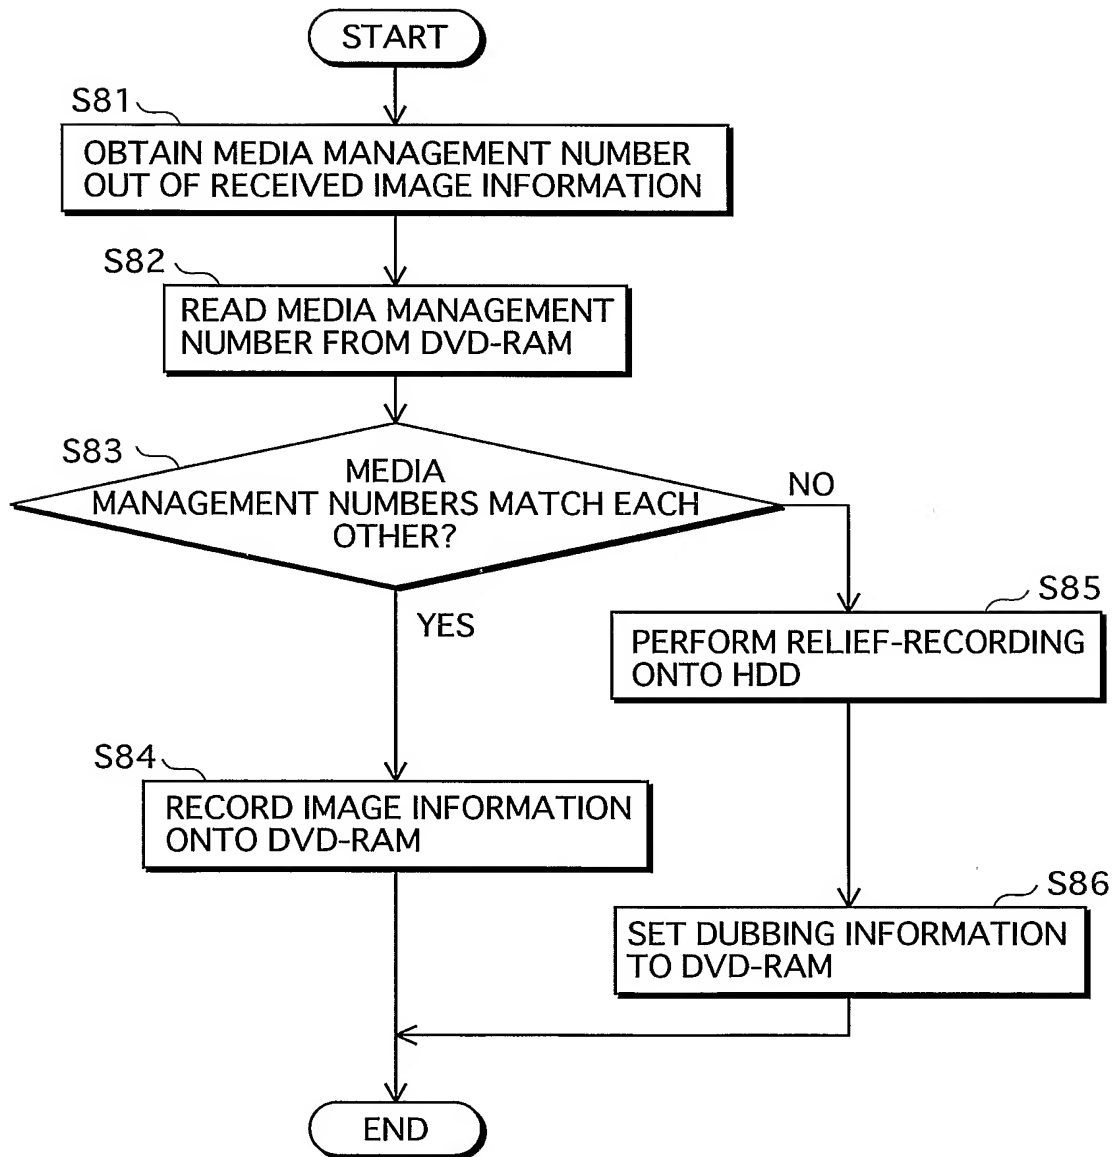 START
S81
OBTAIN MEDIA MANAGEMENT NUMBER
OUT OF RECEIVED IMAGE INFORMATION
S82
READ MEDIA MANAGEMENT
NUMBER FROM DVD-RAM
S83
MEDIA
MANAGEMENT NUMBERS MATCH EACH
OTHER?
NO
YES
S85
PERFORM RELIEF-RECORDING
ONTO HDD
S84
RECORD IMAGE INFORMATION
ONTO DVD-RAM
S86
SET DUBBING INFORMATION
TO DVD-RAM
END